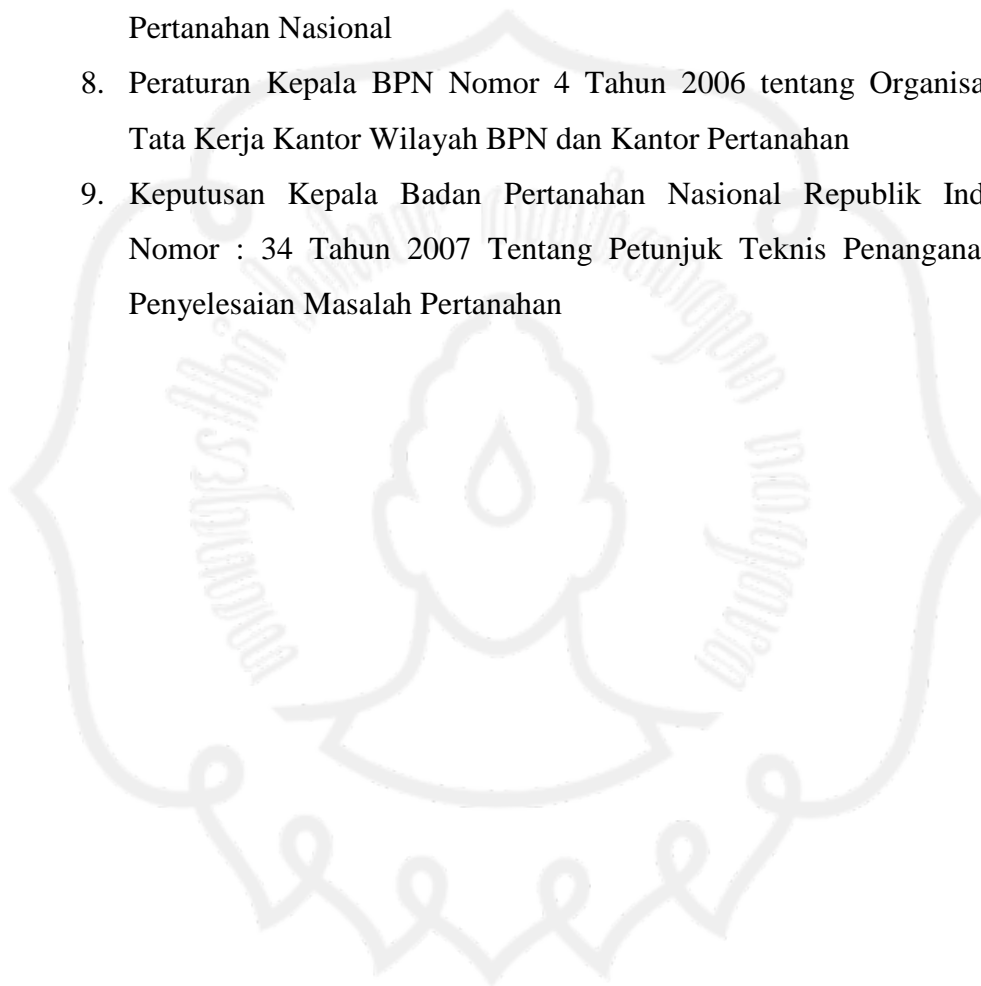 Pertanahan Nasional
8. Peraturan Kepala BPN Nomor 4 Tahun 2006 tentang Organisa
Tata Kerja Kantor Wilayah BPN dan Kantor Pertanahan
9. Keputusan Kepala Badan Pertanahan Nasional Republik Ind
Nomor : 34 Tahun 2007 Tentang Petunjuk Teknis Penangana
Penyelesaian Masalah Pertanahan